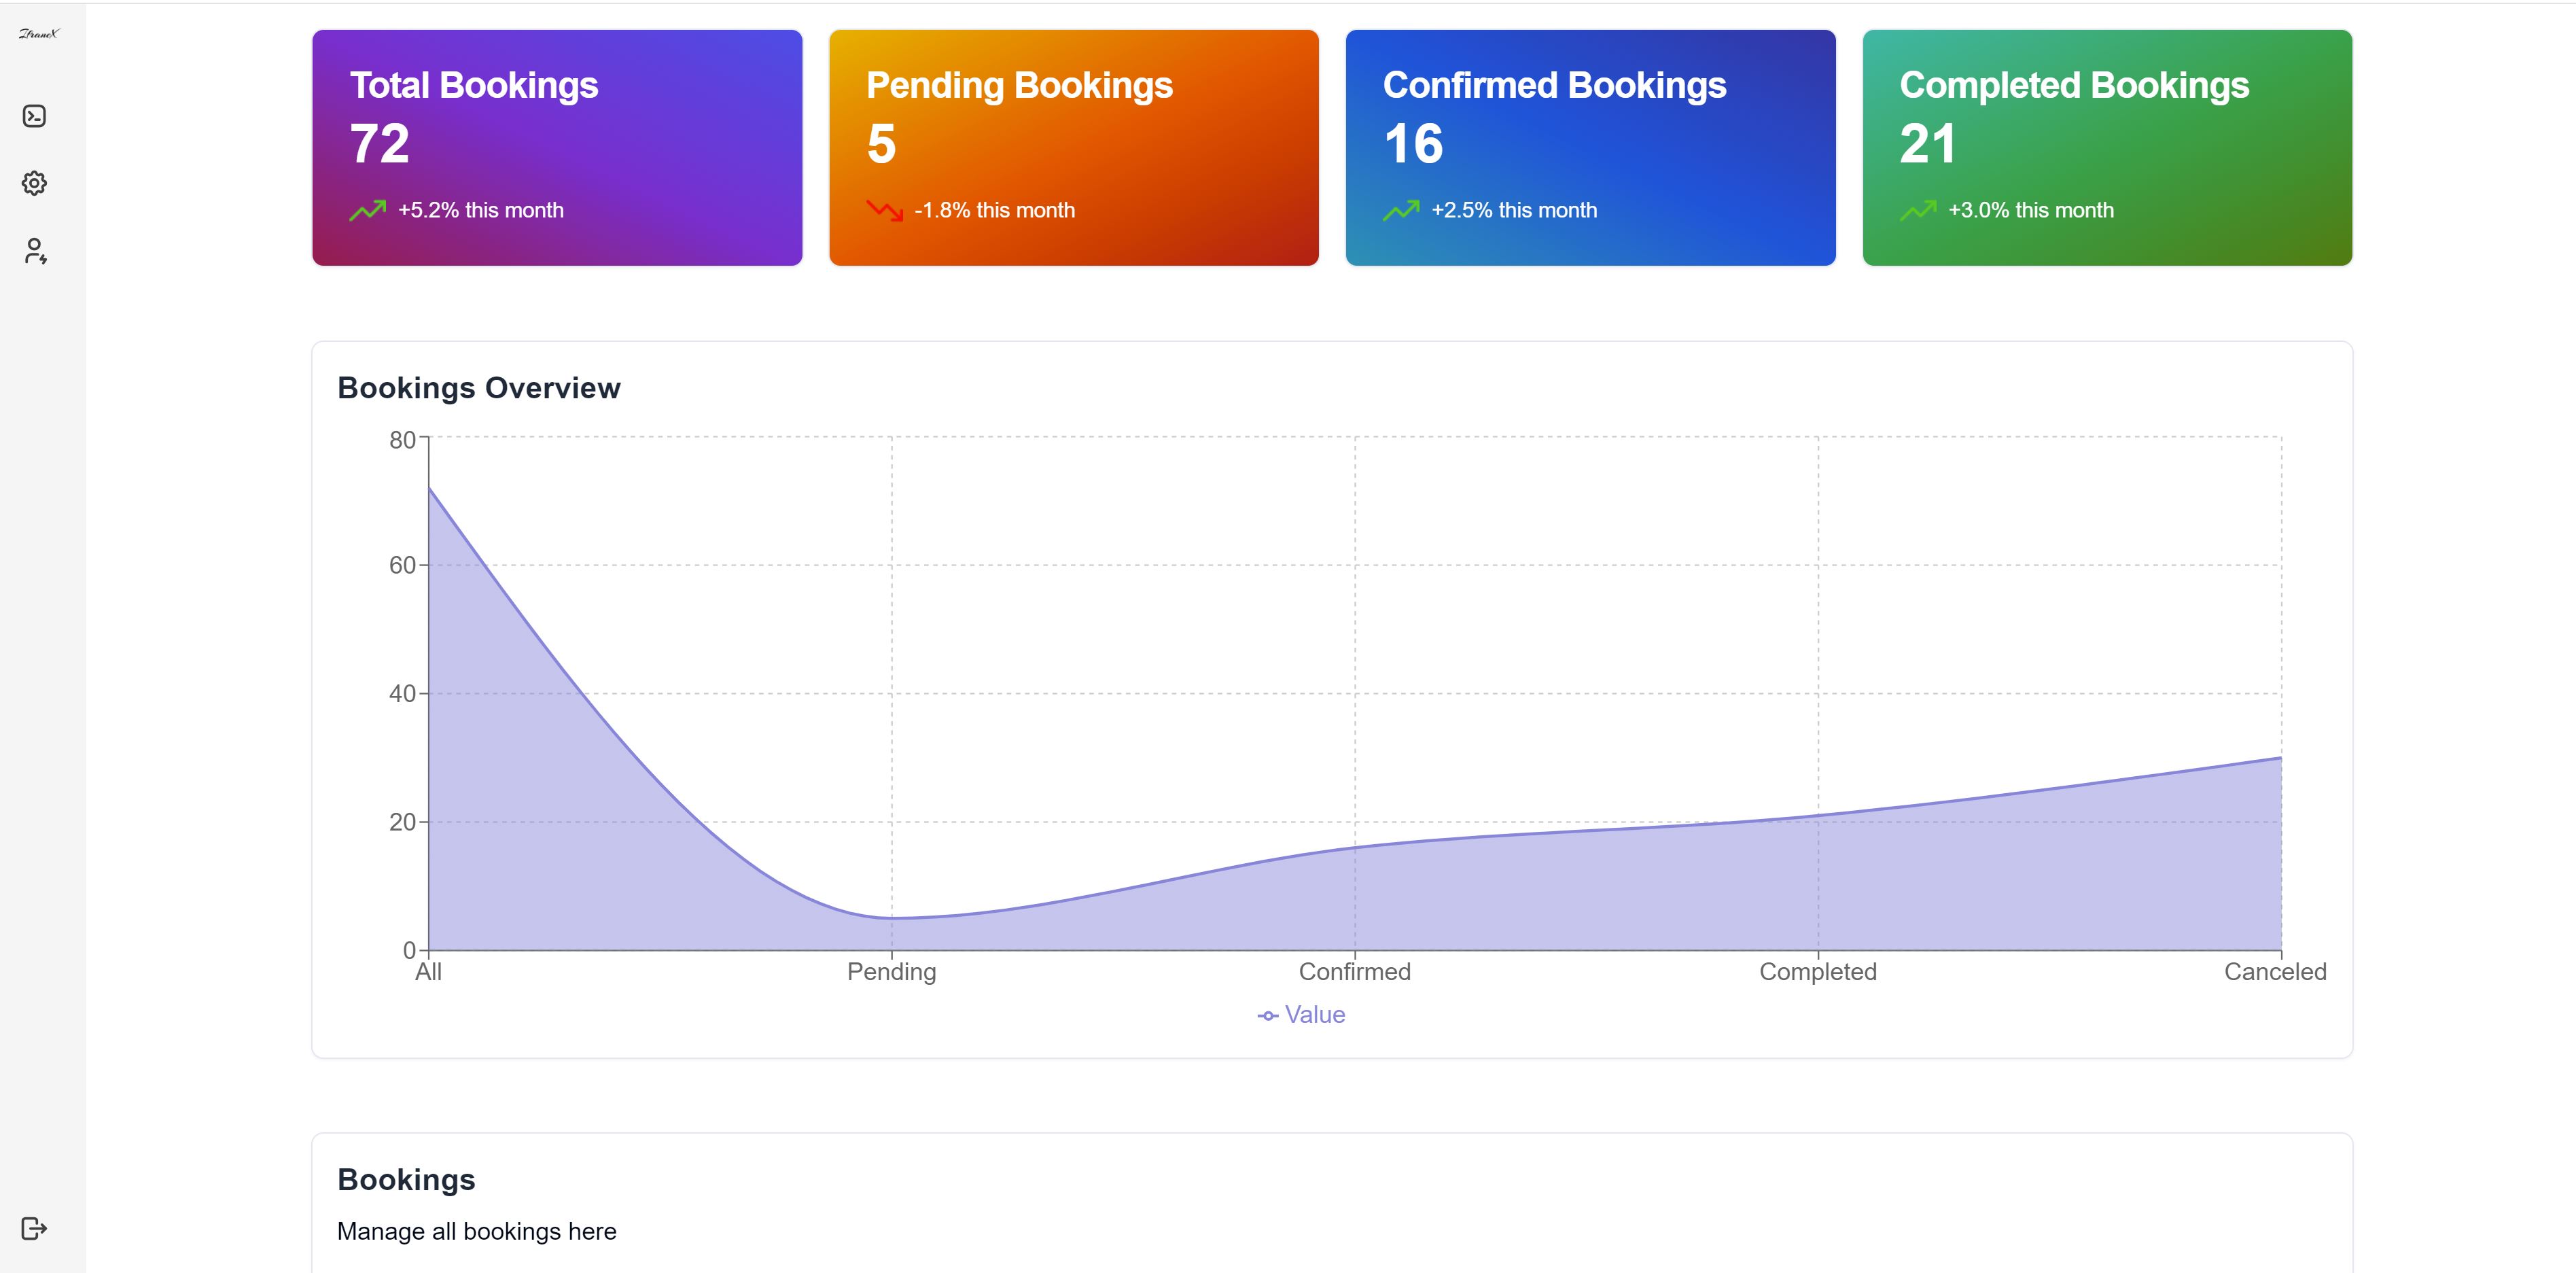 Total Bookings
72
+5.2% this month
Pending Bookings
5
-1.8% this month
Confirmed Bookings
16
+2.5% this month
Completed Bookings
21
+3.0% this month
Bookings Overview
80
60
40
20
0
All Pending Confirmed Completed Canceled
Value
Bookings
Manage all bookings here